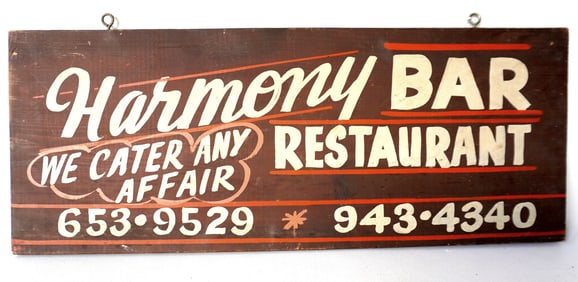 Harmony BAR
RESTAURANT
WE CATER ANY
AFFAIR
653•9529 * 943•4340